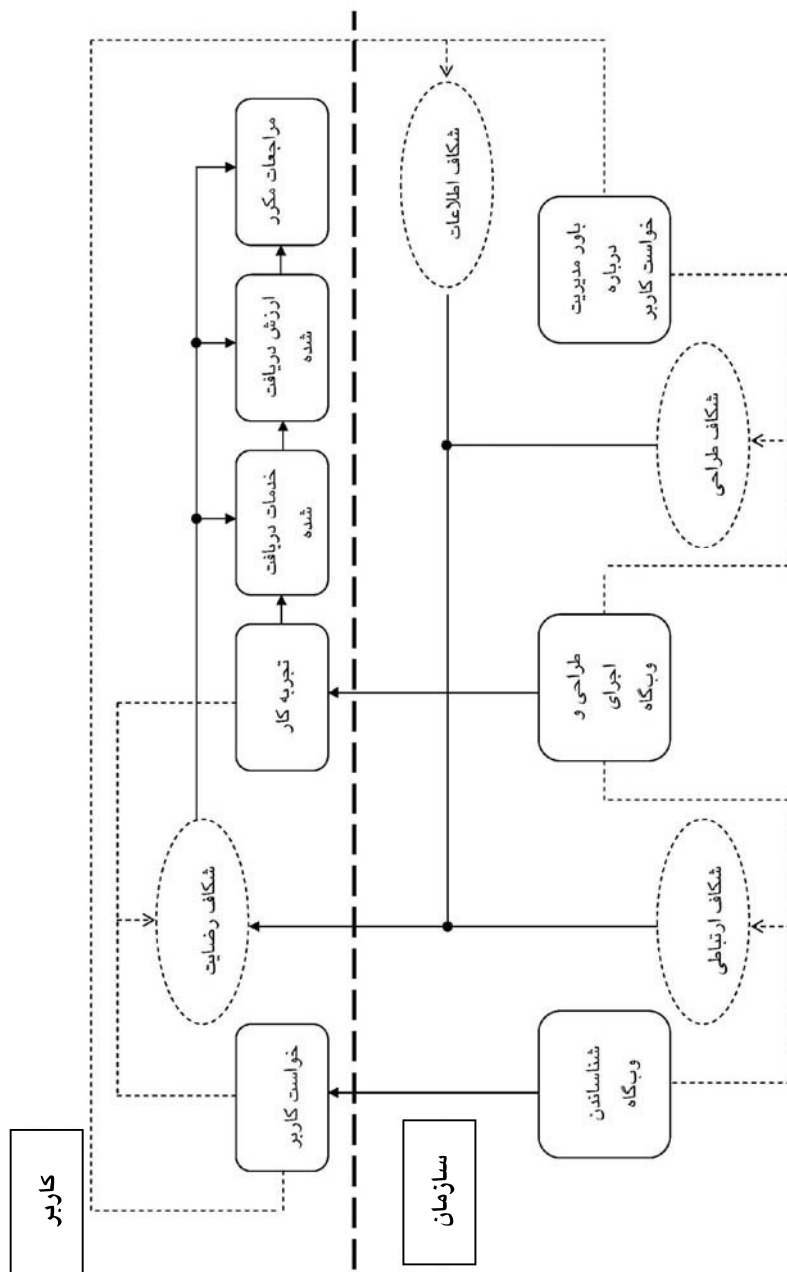 کاربر
خواست کاربر
شکاف رضایت
تجربه کار
خدمات دریافت
شده
ارزش دریافت
شده
مراجعات مکرر
سازمان
شکاف اطلاعات
شناساندن
وب‌گاه
طراحی و
اجرای
وب‌گاه
باور مدیریت
درباره
خواست کاربر
شکاف ارتباطی
شکاف طراحی